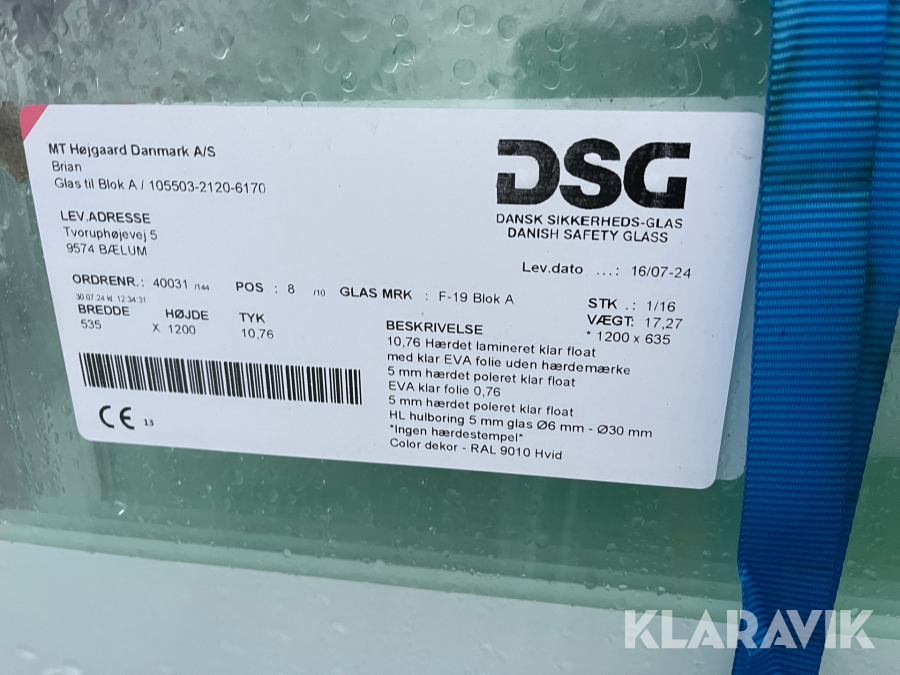 MT Højgaard Danmark A/S
Brian
Glas til Blok A / 105503-2120-6170
LEV.ADRESSE
Tvoruphøjevej 5
9574 BÆLUM
DSG
DANSK SIKKERHEDS-GLAS
DANISH SAFETY GLASS
Lev.dato ...: 16/07-24
ORDRENR.: 40031 /144 POS : 8 /10 GLAS MRK : F-19 Blok A
30.07.24 kl. 12:34:31
STK .: 1/16
VÆGT: 17,27
* 1200 x 635
BREDDE HØJDE TYK
535 X 1200 10,76
BESKRIVELSE
10,76 Hærdet lamineret klar float
med klar EVA folie uden hærdemærke
5 mm hærdet poleret klar float
EVA klar folie 0,76
5 mm hærdet poleret klar float
HL hulboring 5 mm glas Ø6 mm - Ø30 mm
*Ingen hærdestempel*
Color dekor - RAL 9010 Hvid
CE 13
KLARAVIK